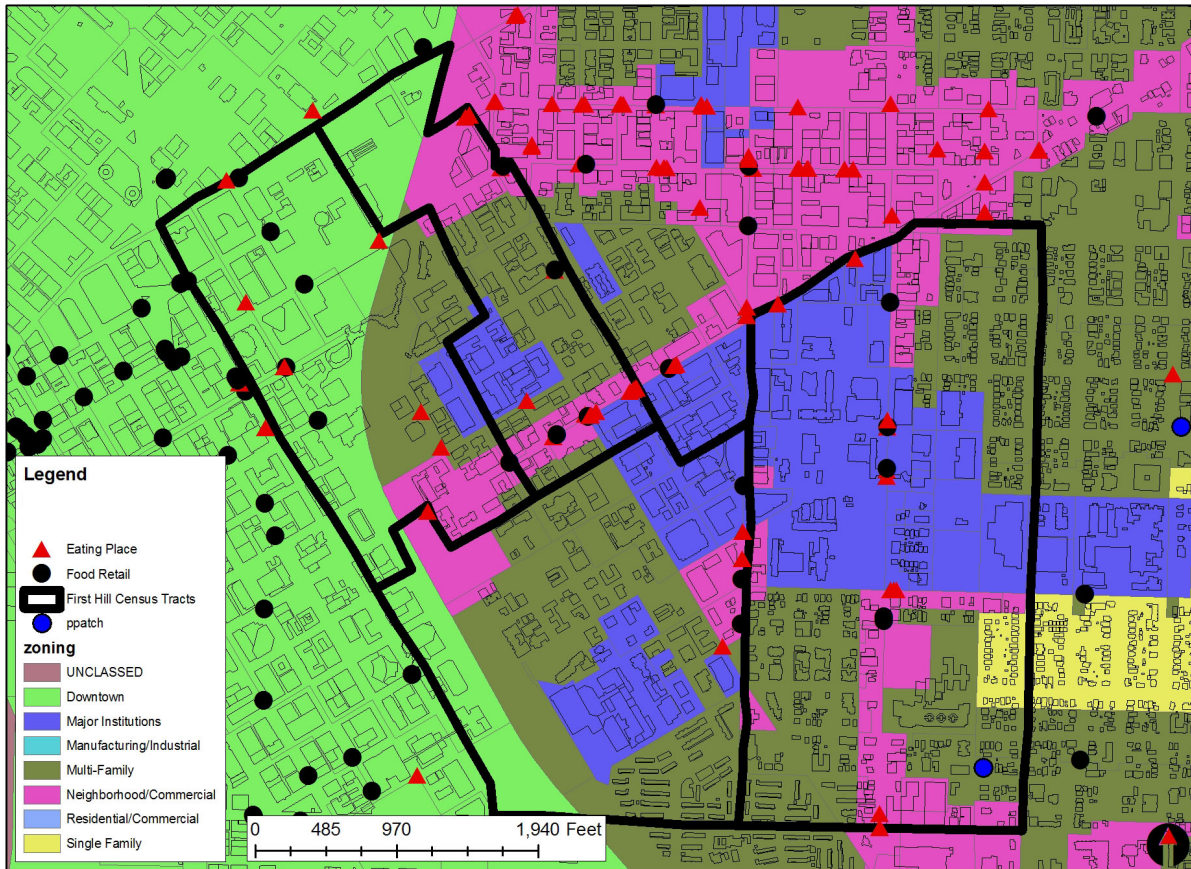 Legend
Eating Place
Food Retail
First Hill Census Tracts
ppatch
zoning
UNCLASSED
Downtown
Major Institutions
Manufacturing/Industrial
Multi-Family
Neighborhood/Commercial
Residential/Commercial
Single Family
0 485 970 1,940 Feet